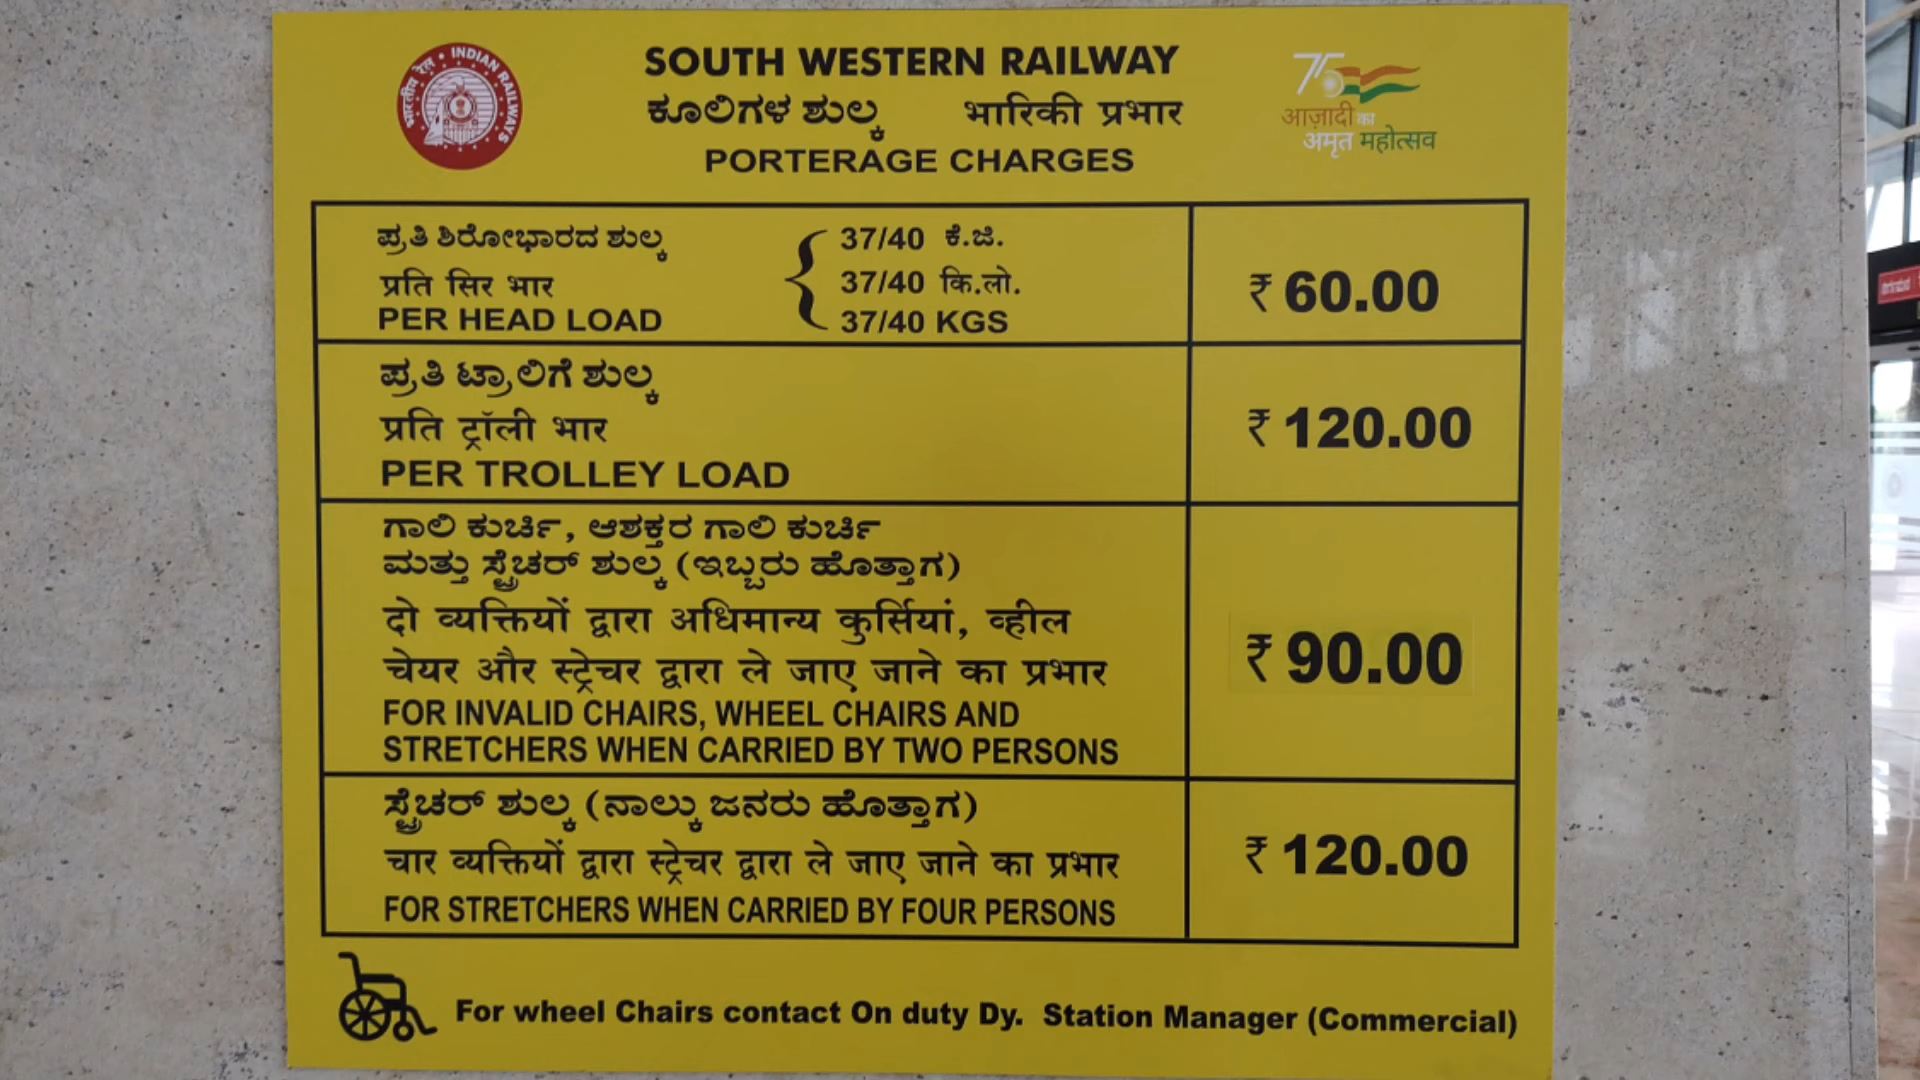 भारतीय रेल • INDIAN RAILWAYS
SOUTH WESTERN RAILWAY
ಕೂಲಿಗಳ ಶುಲ್ಕ भारिकी प्रभार
PORTERAGE CHARGES
75
आज़ादी का
अमृत महोत्सव
ಪ್ರತಿ ಶಿರೋಭಾರದ ಶುಲ್ಕ 37/40 ಕೆ.ಜಿ.
प्रति सिर भार 37/40 कि.लो.
PER HEAD LOAD 37/40 KGS
₹ 60.00
ಪ್ರತಿ ಟ್ರಾಲಿಗೆ ಶುಲ್ಕ
प्रति ट्रॉली भार
PER TROLLEY LOAD
₹ 120.00
ಗಾಲಿ ಕುರ್ಚಿ, ಆಶಕ್ತರ ಗಾಲಿ ಕುರ್ಚಿ
ಮತ್ತು ಸ್ಟ್ರೆಚರ್ ಶುಲ್ಕ (ಇಬ್ಬರು ಹೊತ್ತಾಗ)
दो व्यक्तियों द्वारा अधिमान्य कुर्सियां, व्हील
चेयर और स्ट्रेचर द्वारा ले जाए जाने का प्रभार
FOR INVALID CHAIRS, WHEEL CHAIRS AND
STRETCHERS WHEN CARRIED BY TWO PERSONS
₹ 90.00
ಸ್ಟ್ರೆಚರ್ ಶುಲ್ಕ (ನಾಲ್ಕು ಜನರು ಹೊತ್ತಾಗ)
चार व्यक्तियों द्वारा स्ट्रेचर द्वारा ले जाए जाने का प्रभार
FOR STRETCHERS WHEN CARRIED BY FOUR PERSONS
₹ 120.00
For wheel Chairs contact On duty Dy. Station Manager (Commercial)